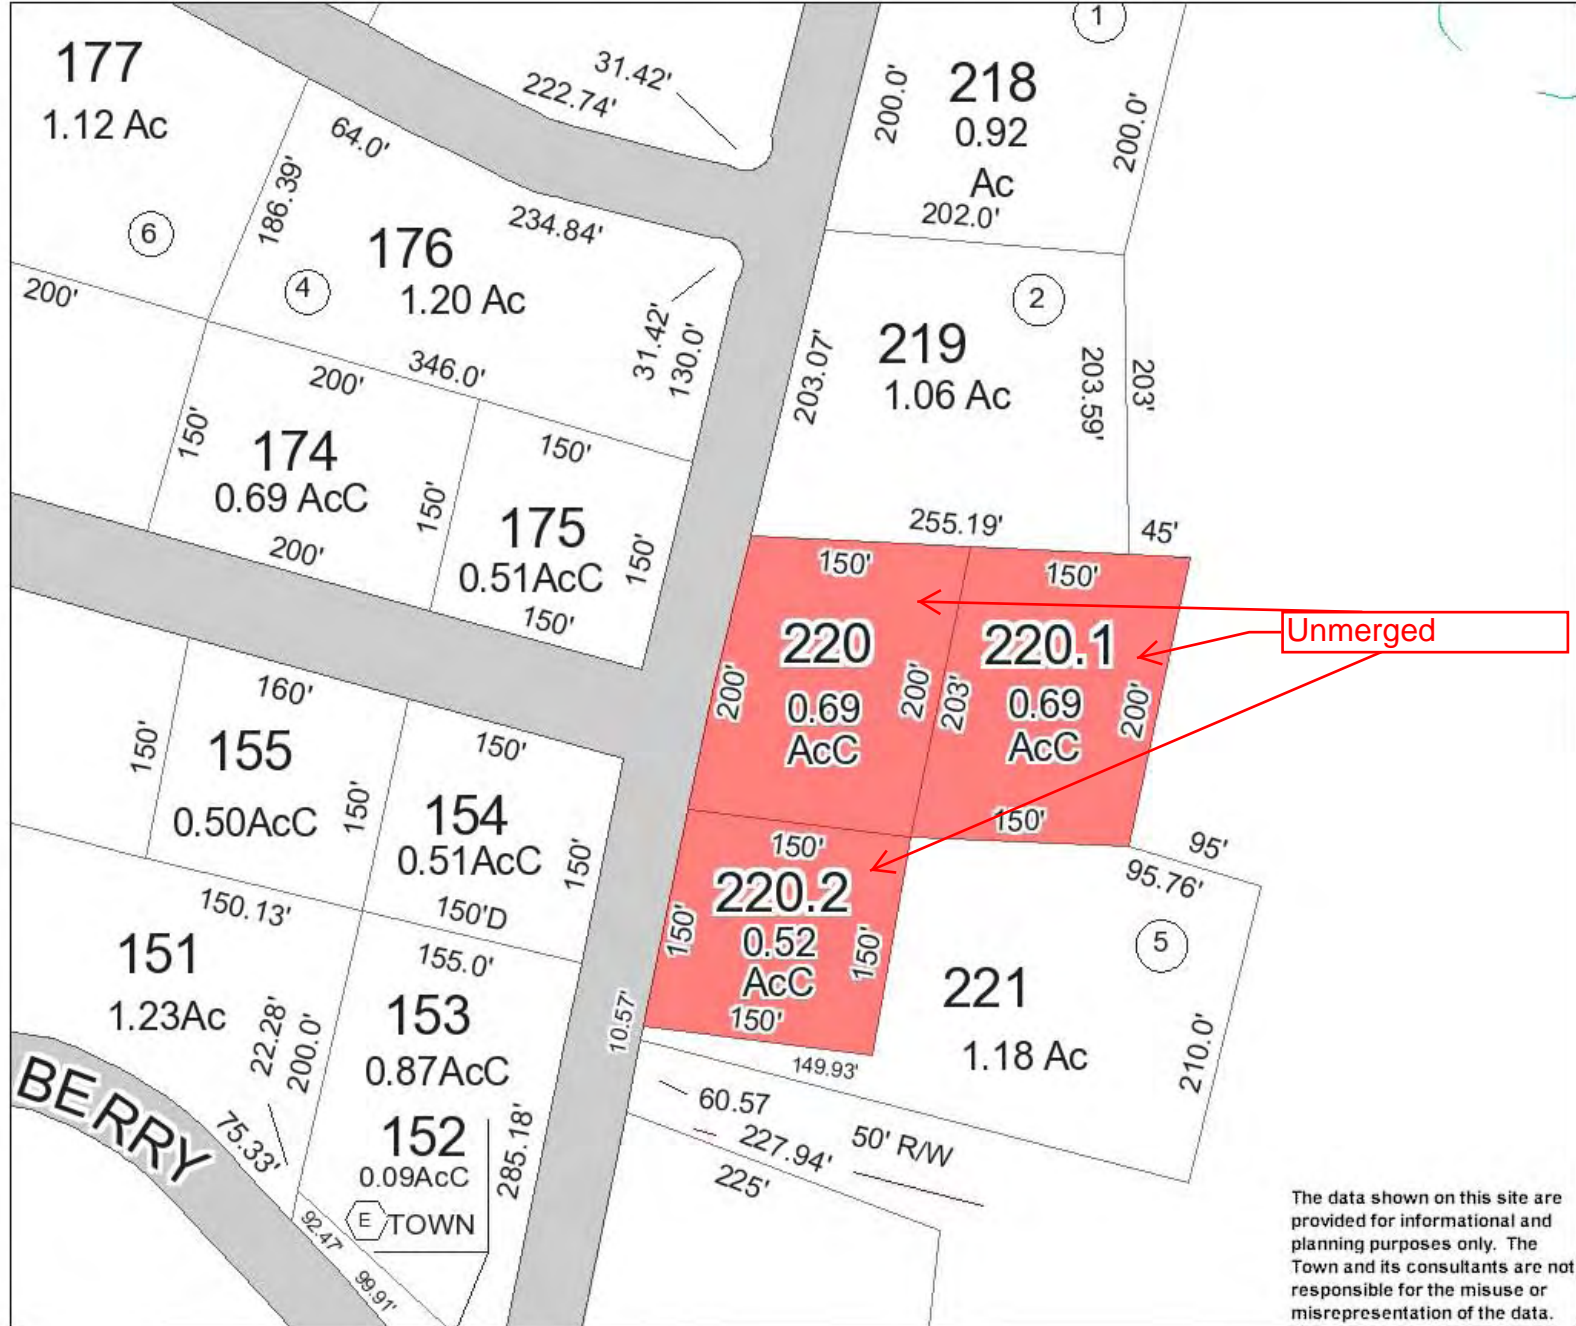 177
1.12 Ac
6
200'
64.0'
186.39'
31.42'
222.74'
234.84'
176
1.20 Ac
4
31.42'
130.0'
346.0'
200.0'
1
218
0.92
Ac
200.0'
202.0'
2
219
1.06 Ac
203.07'
203.59'
203'
200'
150'
174
0.69 AcC
150'
200'
150'
175
0.51AcC
150'
150'
255.19'
45'
150'
150'
220
0.69
AcC
200'
200'
203'
220.1
0.69
AcC
200'
150'
Unmerged
160'
150'
155
0.50AcC
150'
150'
154
0.51AcC
150'
150'D
150'
220.2
0.52
AcC
150'
150'
150'
95'
95.76'
5
221
1.18 Ac
210.0'
149.93'
10.57'
150.13'
151
1.23Ac
22.28'
200.0'
155.0'
153
0.87AcC
152
0.09AcC
E
TOWN
285.18'
75.33'
92.47'
99.91'
BERRY
60.57
227.94'
225'
50' R/W
The data shown on this site are
provided for informational and
planning purposes only. The
Town and its consultants are not
responsible for the misuse or
misrepresentation of the data.